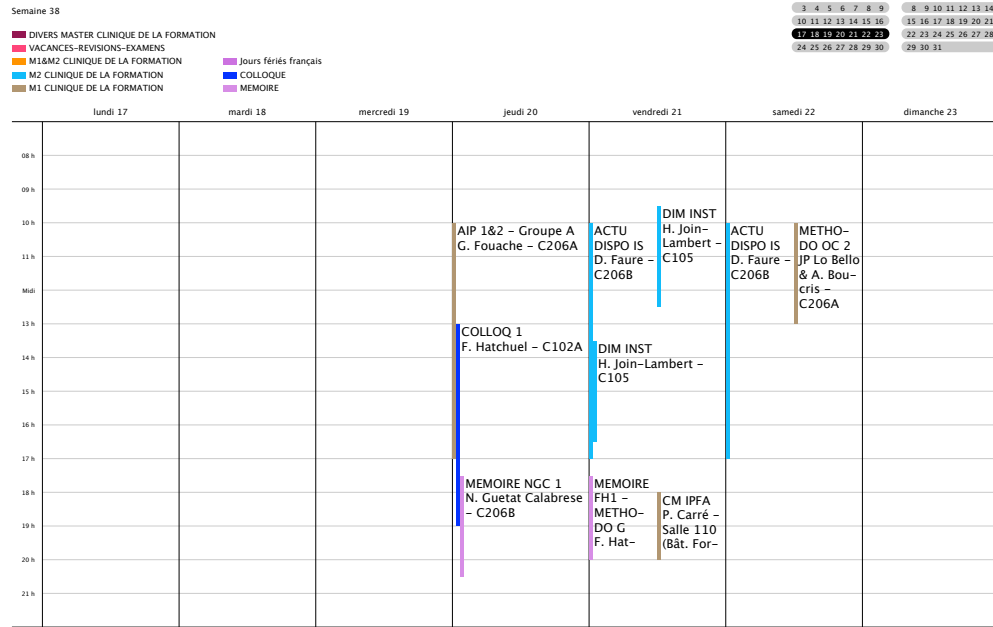 Semaine 38
3 4 5 6 7 8 9
10 11 12 13 14 15 16
17 18 19 20 21 22 23
24 25 26 27 28 29 30
8 9 10 11 12 13 14
15 16 17 18 19 20 21
22 23 24 25 26 27 28
29 30 31
DIVERS MASTER CLINIQUE DE LA FORMATION
VACANCES-REVISIONS-EXAMENS
M1&M2 CLINIQUE DE LA FORMATION
M2 CLINIQUE DE LA FORMATION
M1 CLINIQUE DE LA FORMATION
Jours fériés français
COLLOQUE
MEMOIRE
lundi 17 mardi 18 mercredi 19 jeudi 20 vendredi 21 samedi 22 dimanche 23
08 h
09 h
10 h
11 h
Midi
13 h
14 h
15 h
16 h
17 h
18 h
19 h
20 h
21 h
AIP 1&2 – Groupe A
G. Fouache – C206A
COLLOQ 1
F. Hatchuel – C102A
MEMOIRE NGC 1
N. Guetat Calabrese
– C206B
ACTU
DISPO IS
D. Faure –
C206B
DIM INST
H. Join-
Lambert –
C105
DIM INST
H. Join-Lambert –
C105
MEMOIRE
FH1 –
METHO-
DO G
F. Hat-
CM IPFA
P. Carré –
Salle 110
(Bât. For-
ACTU
DISPO IS
D. Faure –
C206B
METHO-
DO OC 2
JP Lo Bello
& A. Bou-
cris –
C206A